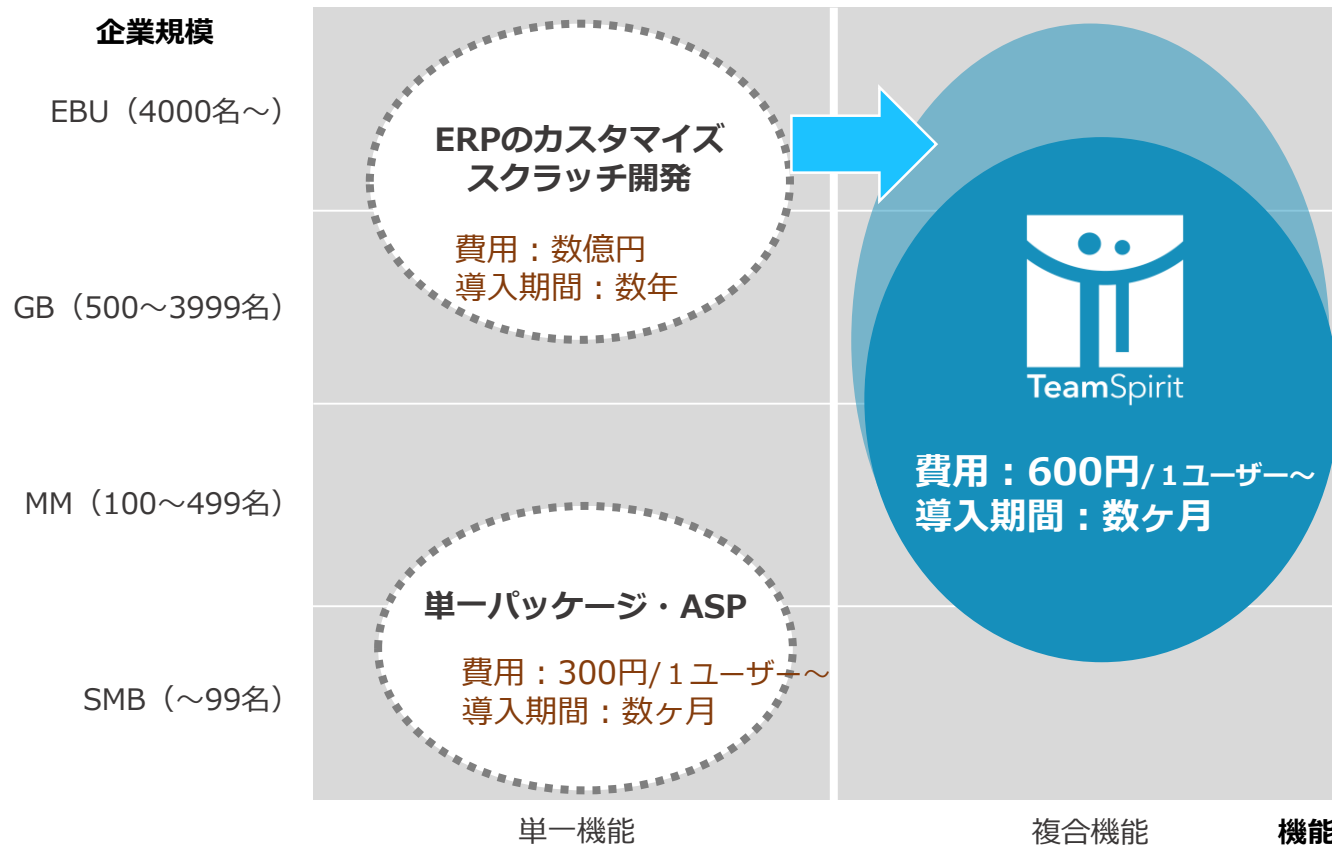 企業規模
EBU（4000名～）
GB（500～3999名）
MM（100～499名）
SMB（～99名）
ERPのカスタマイズ
スクラッチ開発
費用：数億円
導入期間：数年
単一パッケージ・ASP
費用：300円/１ユーザー～
導入期間：数ヶ月
TeamSpirit
費用：600円/１ユーザー～
導入期間：数ヶ月
単一機能
複合機能
機能